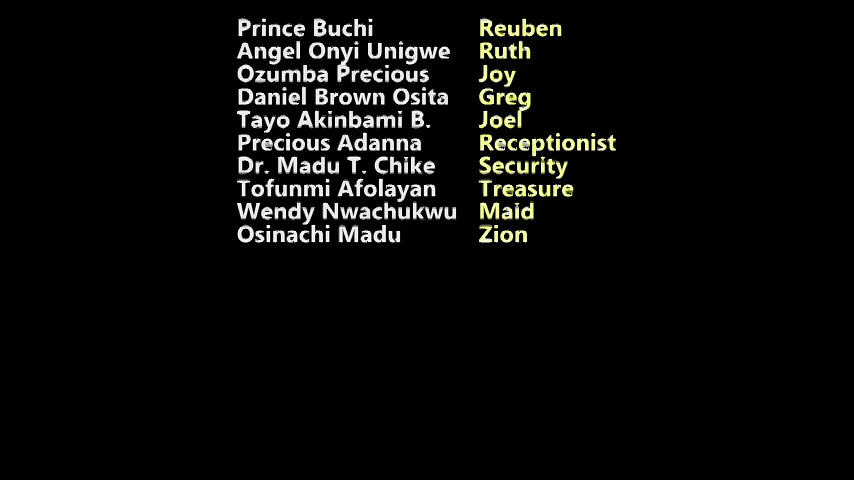 Prince Buchi Reuben
Angel Onyi Unigwe Ruth
Ozumba Precious Joy
Daniel Brown Osita Greg
Tayo Akinbami B. Joel
Precious Adanna Receptionist
Dr. Madu T. Chike Security
Tofunmi Afolayan Treasure
Wendy Nwachukwu Maid
Osinachi Madu Zion